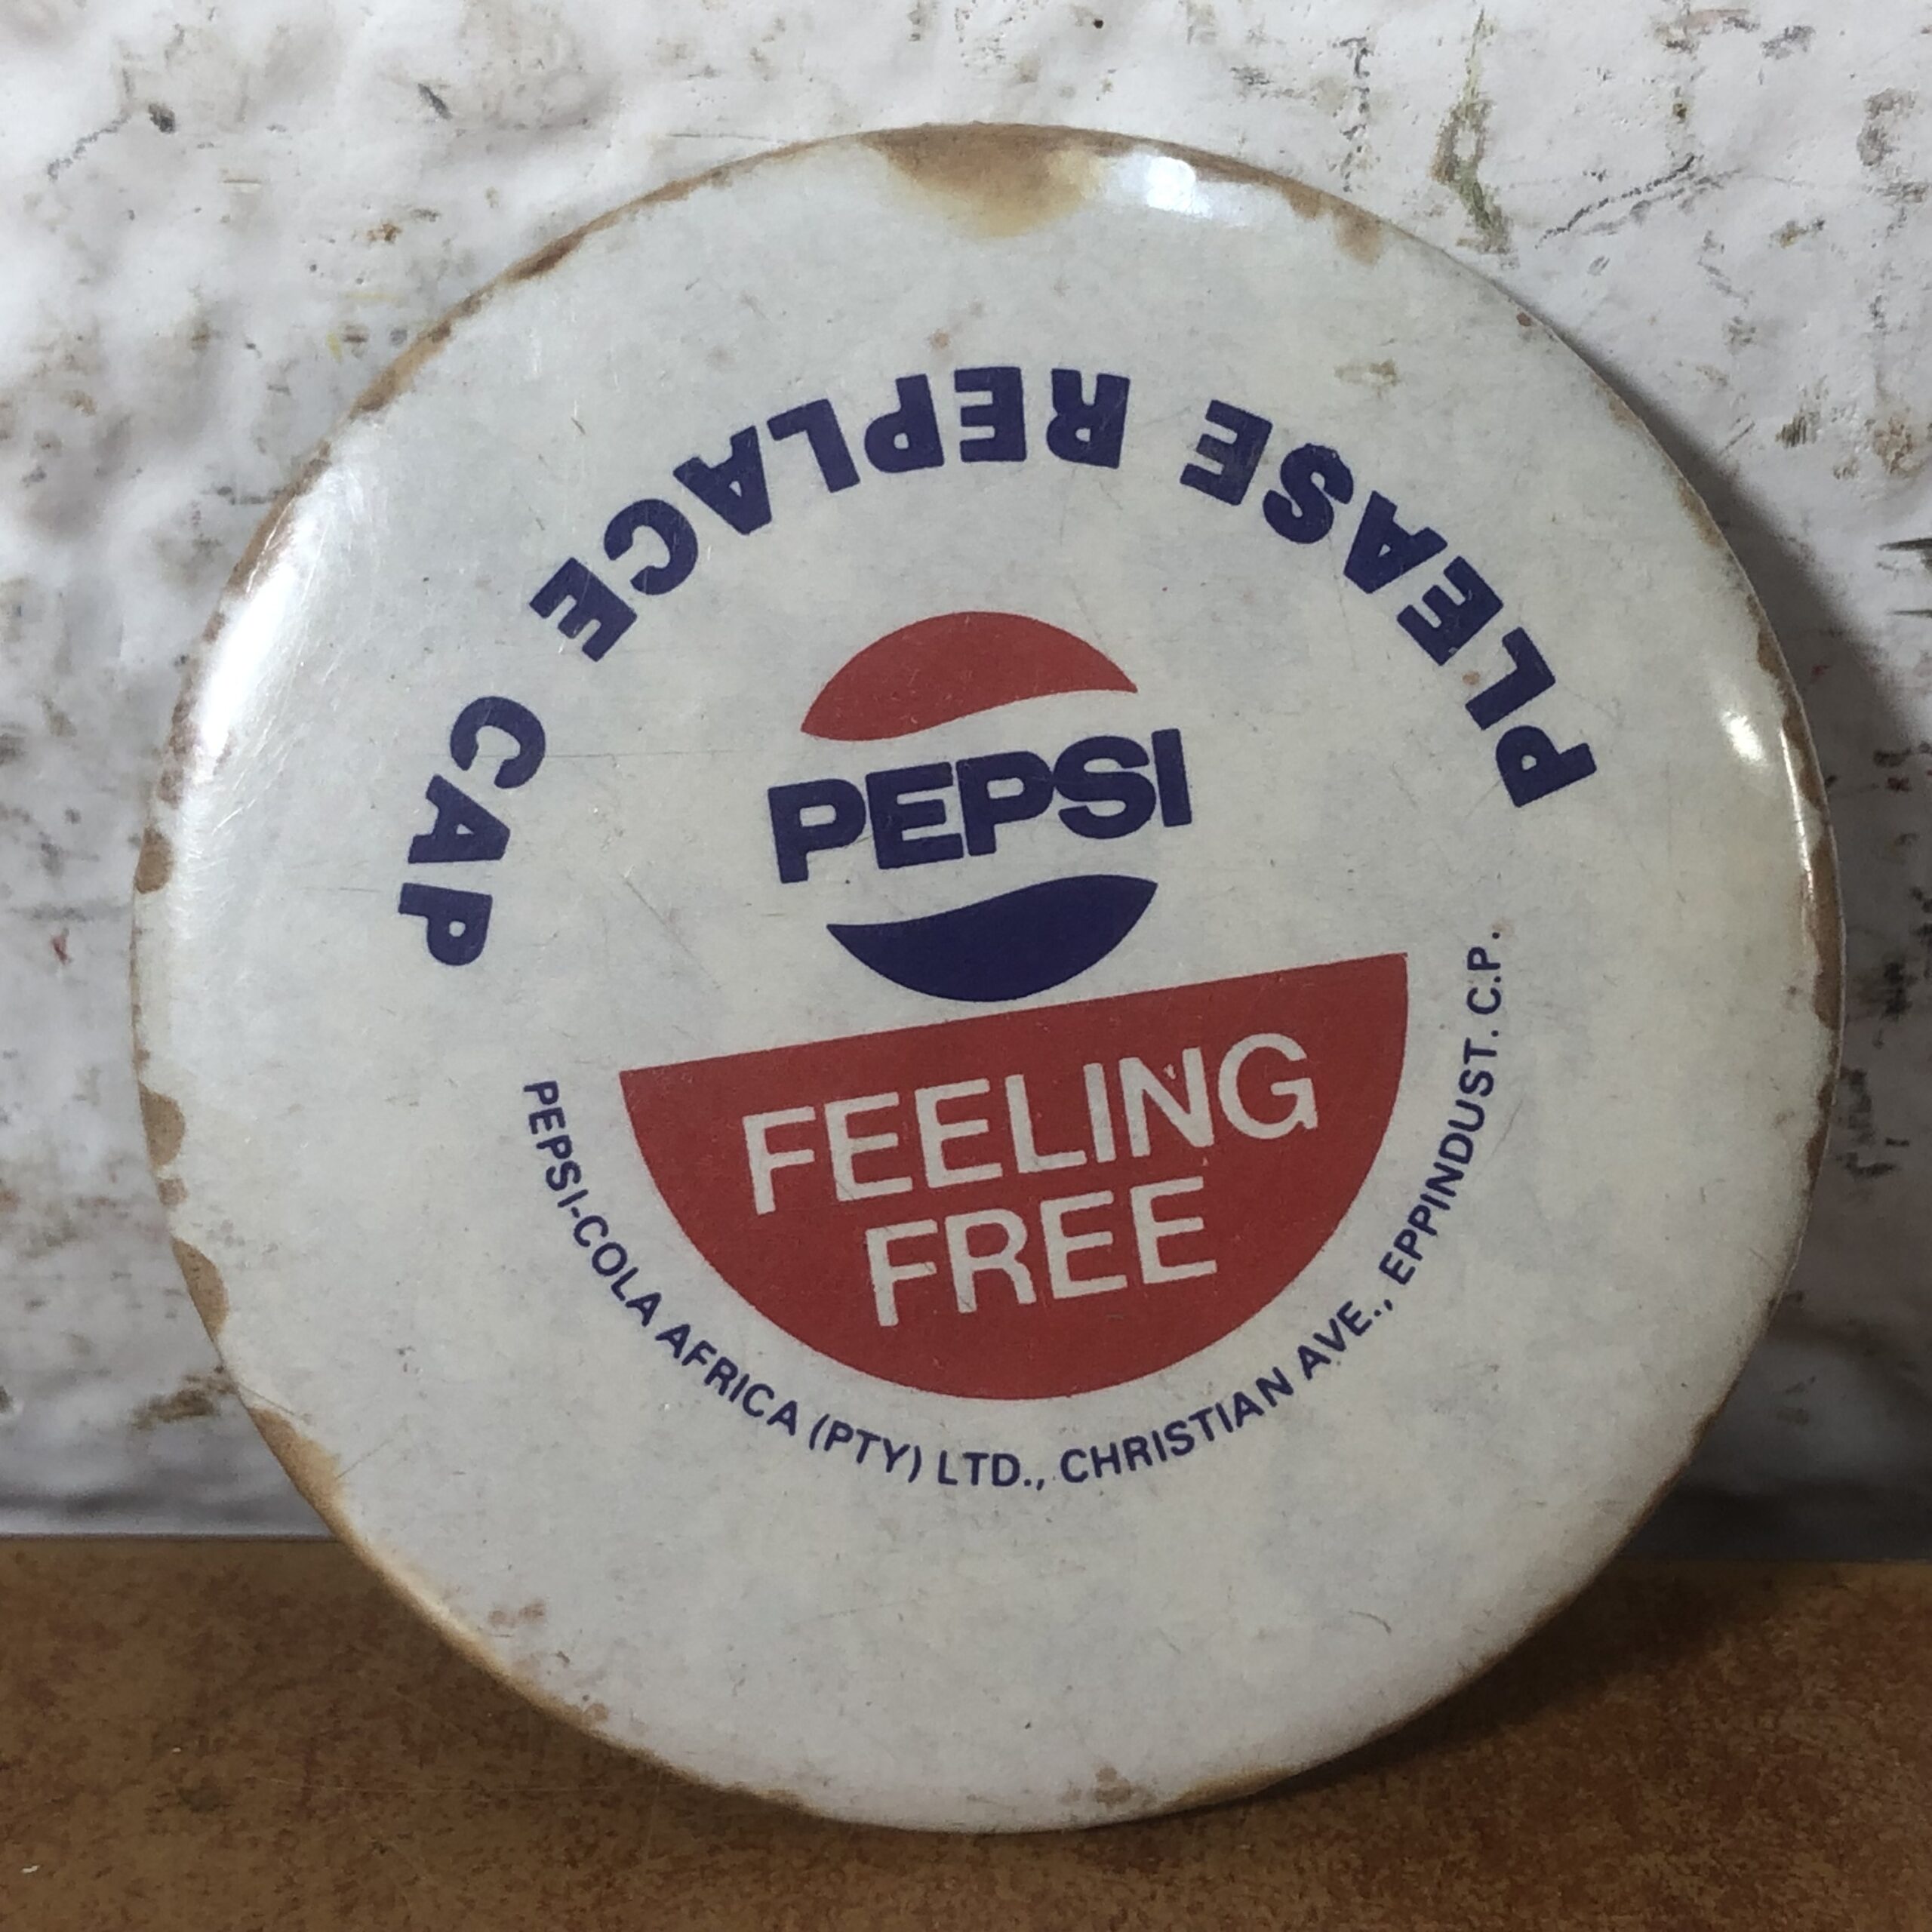 PLEASE REPLACE CAP
PEPSI
FEELING
FREE
PEPSI-COLA AFRICA (PTY) LTD., CHRISTIAN AVE., EPPINDUST. C.P.